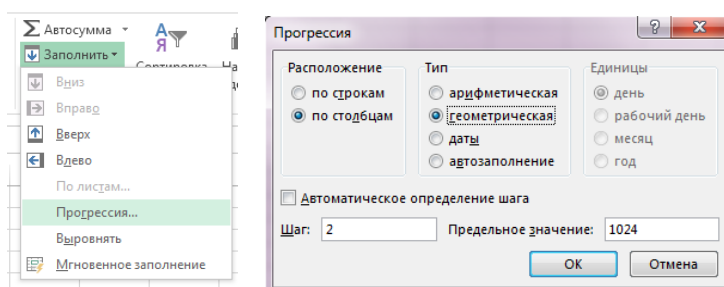 Σ Автосумма
Заполнить
Вниз
Вправо
Вверх
Влево
По листам...
Прогрессия...
Выровнять
Мгновенное заполнение
Прогрессия
Расположение Тип Единицы
по строкам арифметическая день
по столбцам геометрическая рабочий день
даты месяц
автозаполнение год
Автоматическое определение шага
Шаг: 2 Предельное значение: 1024
ОК Отмена